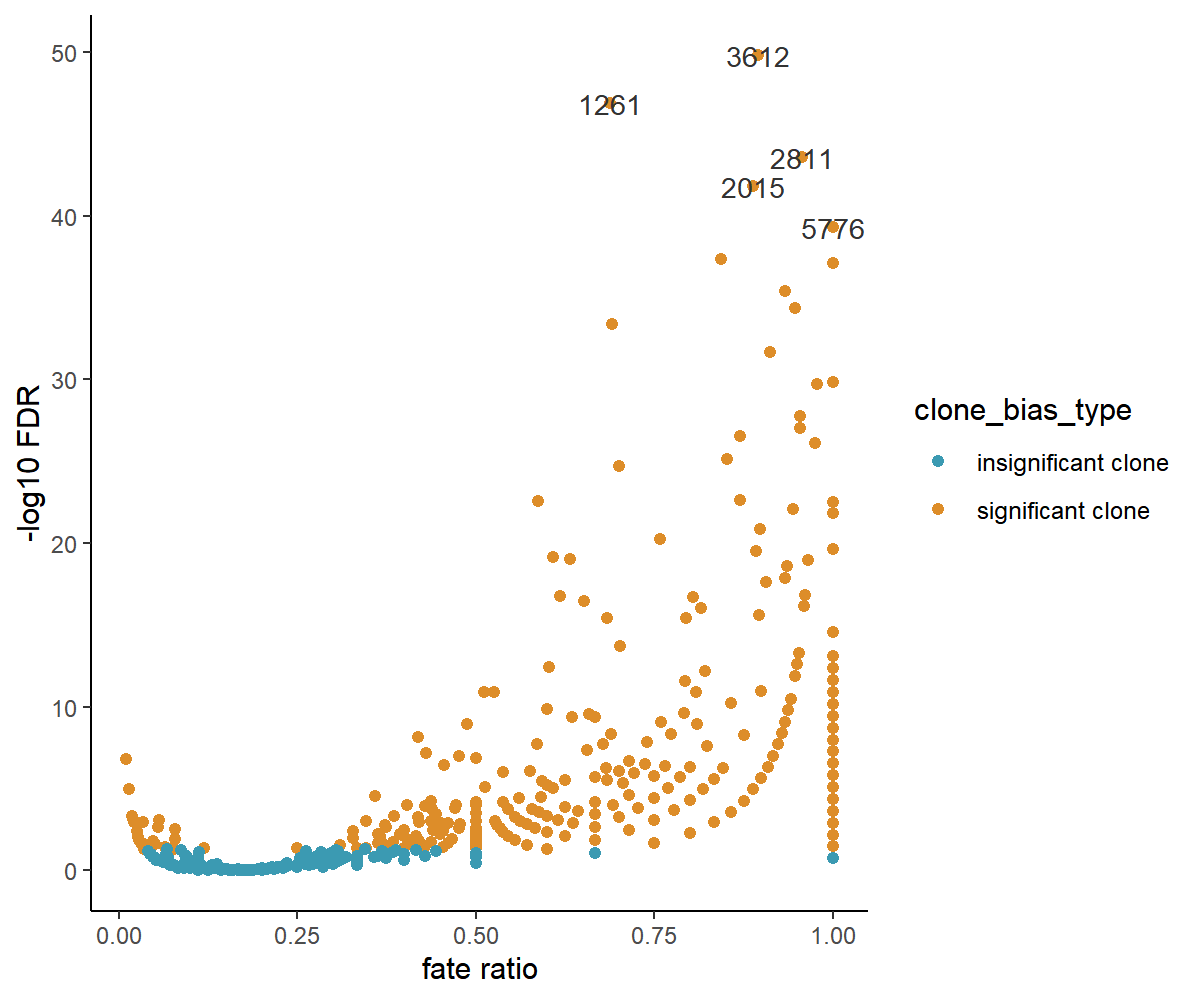 50
40
30
20
10
0
-log10 FDR
3612
1261
2811
2015
5776
0.00 0.25 0.50 0.75 1.00
fate ratio
clone_bias_type
insignificant clone
significant clone